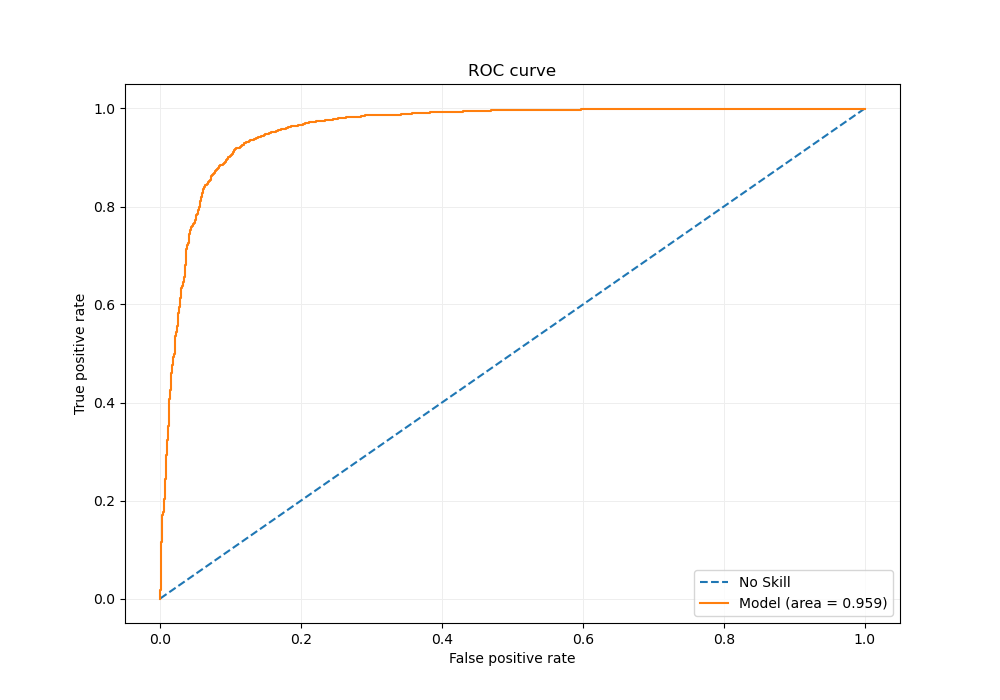 ROC curve
True positive rate
1.0
0.8
0.6
0.4
0.2
0.0
0.0 0.2 0.4 0.6 0.8 1.0
False positive rate
No Skill
Model (area = 0.959)